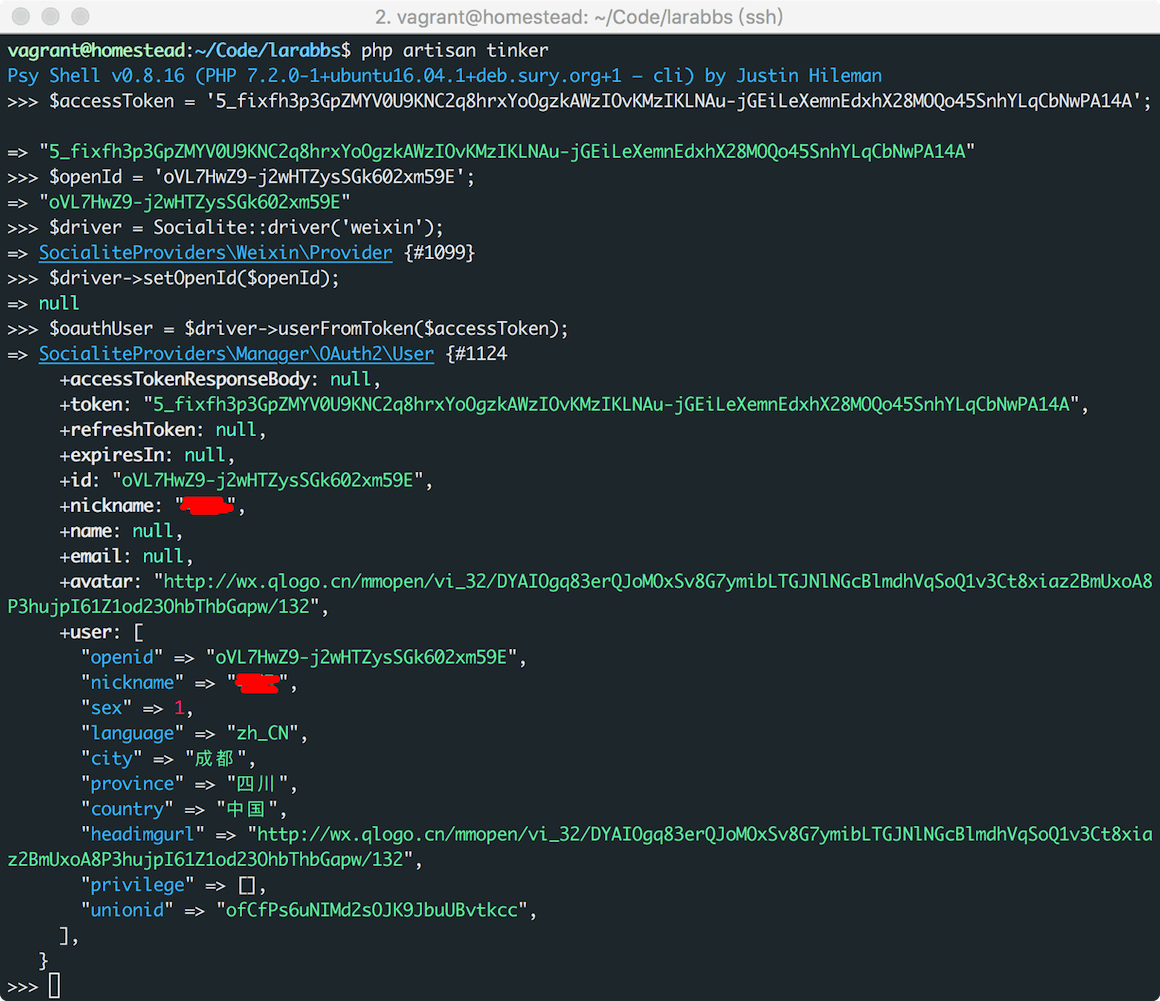 2. vagrant@homestead: ~/Code/larabbs (ssh)
vagrant@homestead:~/Code/larabbs$ php artisan tinker
Psy Shell v0.8.16 (PHP 7.2.0-1+ubuntu16.04.1+deb.sury.org+1 — cli) by Justin Hileman
>>> $accessToken = '5_fixfh3p3GpZMYV0U9KNC2q8hrxYoOgzkAWzIOvKMzIKLNAu-jGEiLeXemnEdxhX28MOQo45SnhYLqCbNwPA14A';
=> "5_fixfh3p3GpZMYV0U9KNC2q8hrxYoOgzkAWzIOvKMzIKLNAu-jGEiLeXemnEdxhX28MOQo45SnhYLqCbNwPA14A"
>>> $openId = 'oVL7HwZ9-j2wHTZysSGk602xm59E';
=> "oVL7HwZ9-j2wHTZysSGk602xm59E"
>>> $driver = Socialite::driver('weixin');
=> SocialiteProviders\Weixin\Provider {#1099}
>>> $driver->setOpenId($openId);
=> null
>>> $oauthUser = $driver->userFromToken($accessToken);
=> SocialiteProviders\Manager\OAuth2\User {#1124
+accessTokenResponseBody: null,
+token: "5_fixfh3p3GpZMYV0U9KNC2q8hrxYoOgzkAWzIOvKMzIKLNAu-jGEiLeXemnEdxhX28MOQo45SnhYLqCbNwPA14A",
+refreshToken: null,
+expiresIn: null,
+id: "oVL7HwZ9-j2wHTZysSGk602xm59E",
+nickname: "",
+name: null,
+email: null,
+avatar: "http://wx.qlogo.cn/mmopen/vi_32/DYAIOgq83erQJoMOxSv8G7ymibLTGJNlNGcBlmdhVqSoQ1v3Ct8xiaz2BmUxoA8
P3hujpI61Z1od23OhbThbGapw/132",
+user: [
"openid" => "oVL7HwZ9-j2wHTZysSGk602xm59E",
"nickname" => "",
"sex" => 1,
"language" => "zh_CN",
"city" => "成都",
"province" => "四川",
"country" => "中国",
"headimgurl" => "http://wx.qlogo.cn/mmopen/vi_32/DYAIOgq83erQJoMOxSv8G7ymibLTGJNlNGcBlmdhVqSoQ1v3Ct8xia
z2BmUxoA8P3hujpI61Z1od23OhbThbGapw/132",
"privilege" => [],
"unionid" => "ofCfPs6uNIMd2sOJK9JbuUBvtkcc",
],
}
>>>